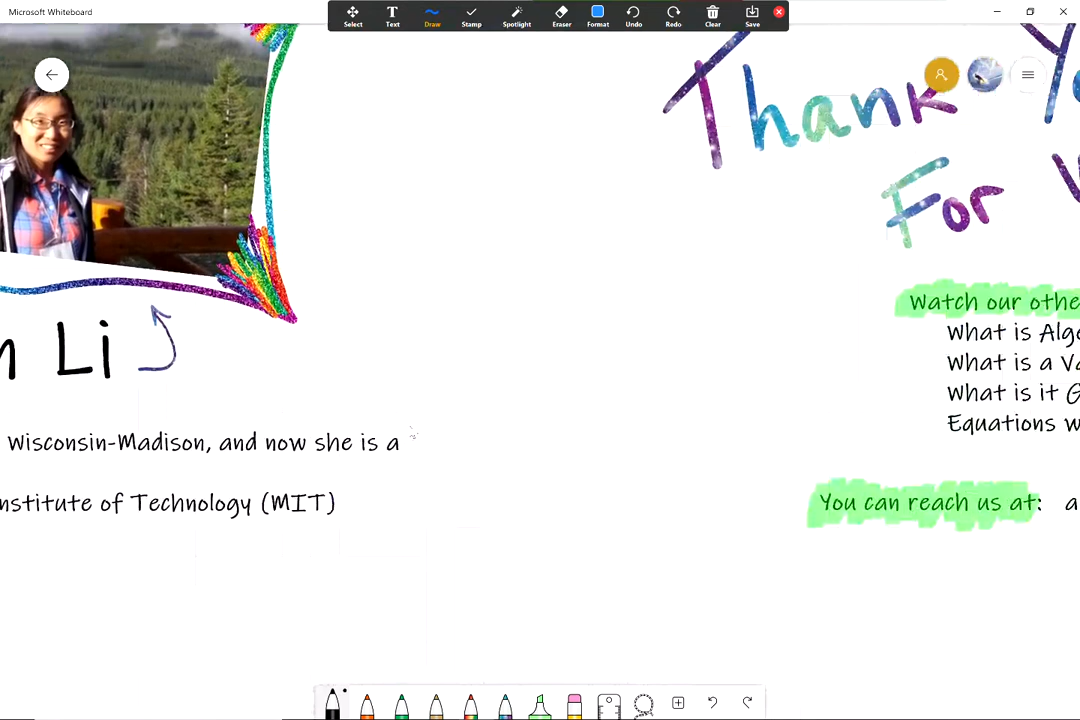 Microsoft Whiteboard
Select Text Draw Stamp Spotlight Eraser Format Undo Redo Clear Save
Thank
For
Li
Wisconsin-Madison, and now she is a
nstitute of Technology (MIT)
Watch our othe
What is Alge
What is a Va
What is it G
Equations w
You can reach us at: a